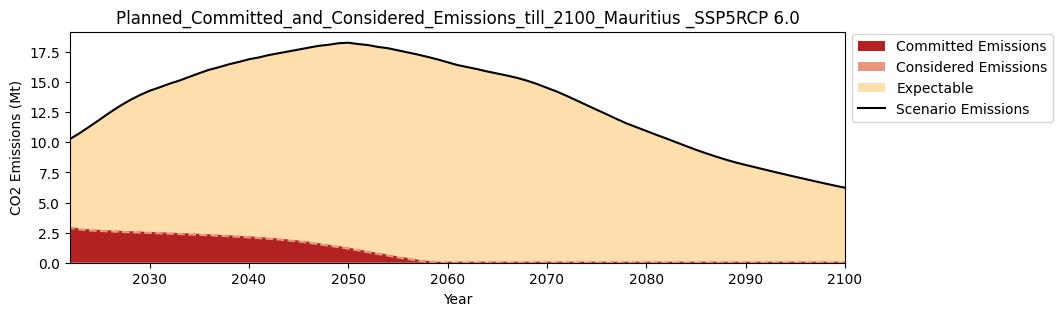 Planned_Committed_and_Considered_Emissions_till_2100_Mauritius _SSP5RCP 6.0
CO2 Emissions (Mt)
17.5
15.0
12.5
10.0
7.5
5.0
2.5
0.0
2030 2040 2050 2060 2070 2080 2090 2100
Year
Committed Emissions
Considered Emissions
Expectable
Scenario Emissions